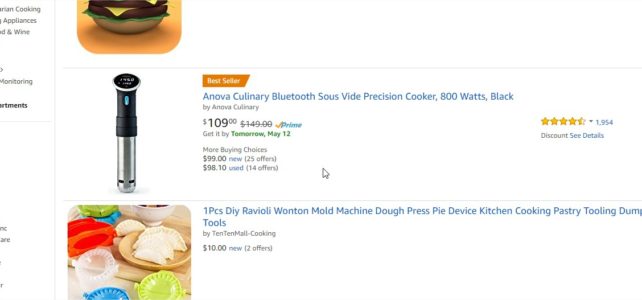 arian Cooking
Appliances
d & Wine
Monitoring
artments
Best Seller
Anova Culinary Bluetooth Sous Vide Precision Cooker, 800 Watts, Black
by Anova Culinary
$109⁰⁰ $149.00 Prime
Get it by Tomorrow, May 12
1,954
Discount See Details
More Buying Choices
$99.00 new (25 offers)
$98.10 used (14 offers)
1Pcs Diy Ravioli Wonton Mold Machine Dough Press Pie Device Kitchen Cooking Pastry Tooling Dump
Tools
by TenTenMall-Cooking
$10.00 new (2 offers)
nc
are